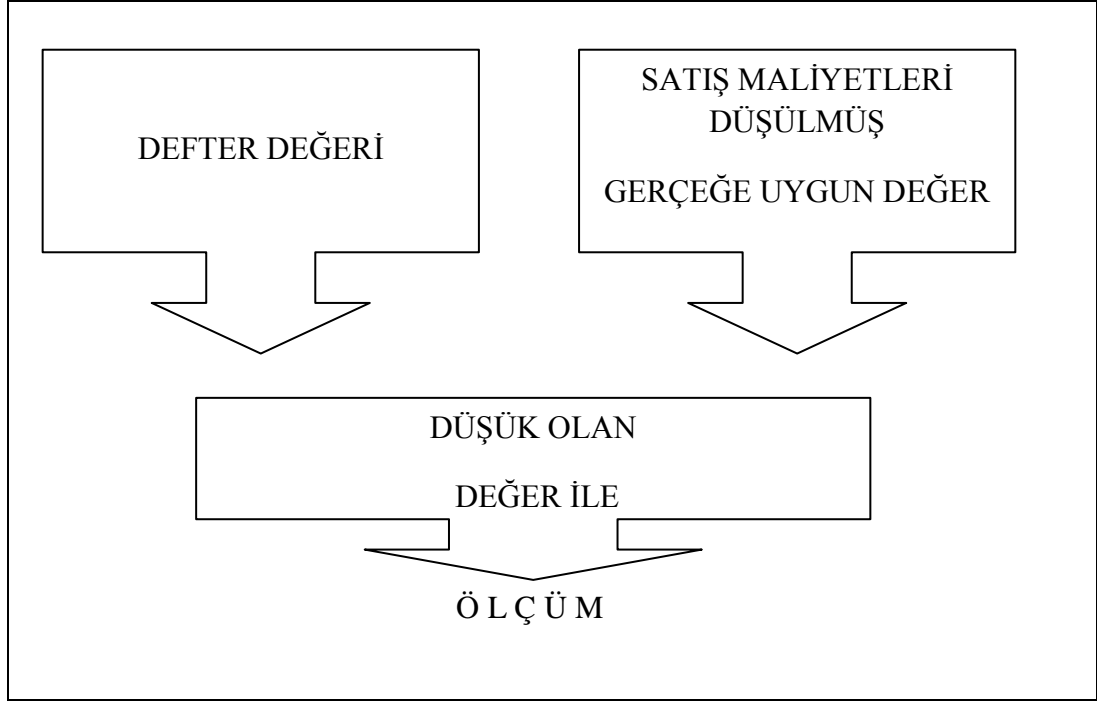 DEFTER DEĞERİ
SATIŞ MALİYETLERİ
DÜŞÜLMÜŞ
GERÇEĞE UYGUN DEĞER
DÜŞÜK OLAN
DEĞER İLE
Ö L Ç Ü M